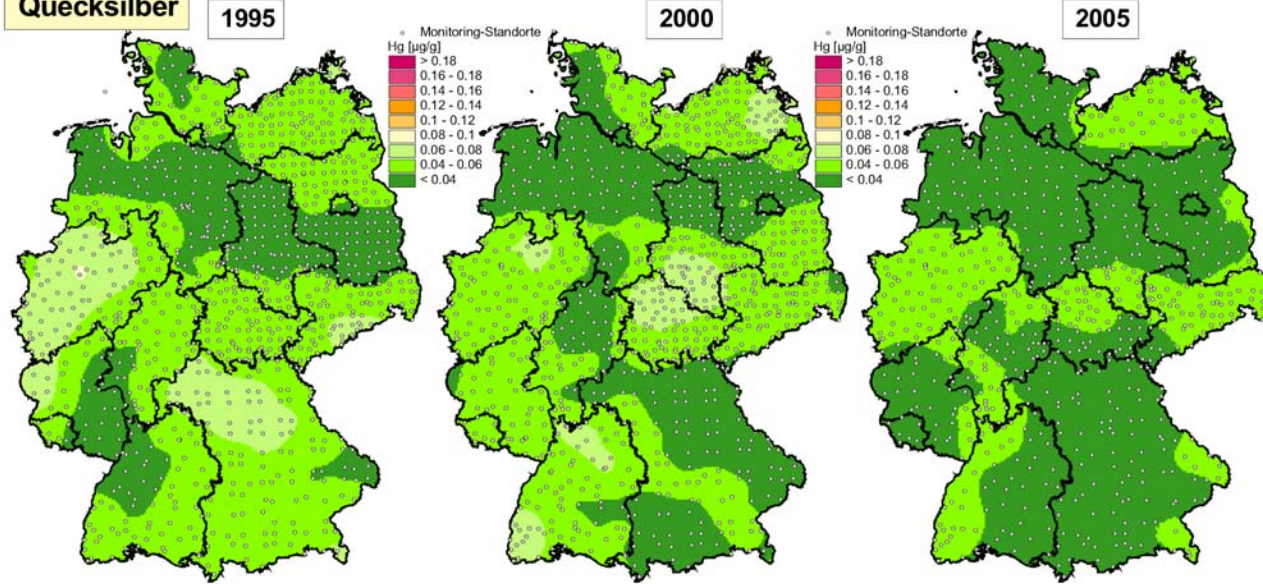 Quecksilber
1995
2000
2005
Monitoring-Standorte
Hg [µg/g]
> 0.18
0.16 - 0.18
0.14 - 0.16
0.12 - 0.14
0.1 - 0.12
0.08 - 0.1
0.06 - 0.08
0.04 - 0.06
< 0.04
Monitoring-Standorte
Hg [µg/g]
> 0.18
0.16 - 0.18
0.14 - 0.16
0.12 - 0.14
0.1 - 0.12
0.08 - 0.1
0.06 - 0.08
0.04 - 0.06
< 0.04